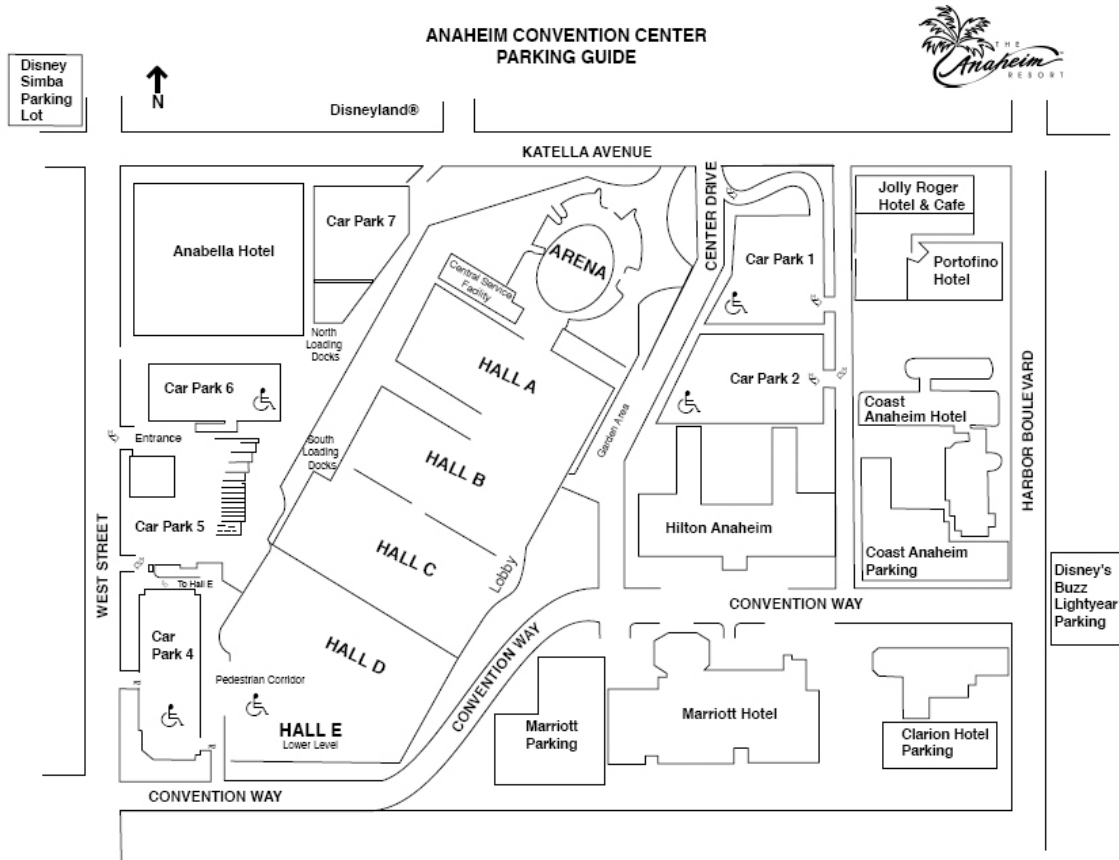 ANAHEIM CONVENTION CENTER
PARKING GUIDE
THE
Anaheim
RESORT
Disney
Simba
Parking
Lot
N
Disneyland®
KATELLA AVENUE
CENTER DRIVE
Jolly Roger
Hotel & Cafe
Car Park 7
Anabella Hotel
ARENA
Car Park 1
Portofino
Hotel
Central Service
Facility
North
Loading
Docks
HALL A
Car Park 2
Car Park 6
Coast
Anaheim Hotel
Garden Area
Entrance
South
Loading
Docks
HALL B
HARBOR BOULEVARD
Car Park 5
Hilton Anaheim
WEST STREET
HALL C
Lobby
Coast Anaheim
Parking
Disney's
Buzz
Lightyear
Parking
To Hall E
CONVENTION WAY
Car
Park 4
HALL D
CONVENTION WAY
Pedestrian Corridor
HALL E
Lower Level
Marriott
Parking
Marriott Hotel
Clarion Hotel
Parking
CONVENTION WAY